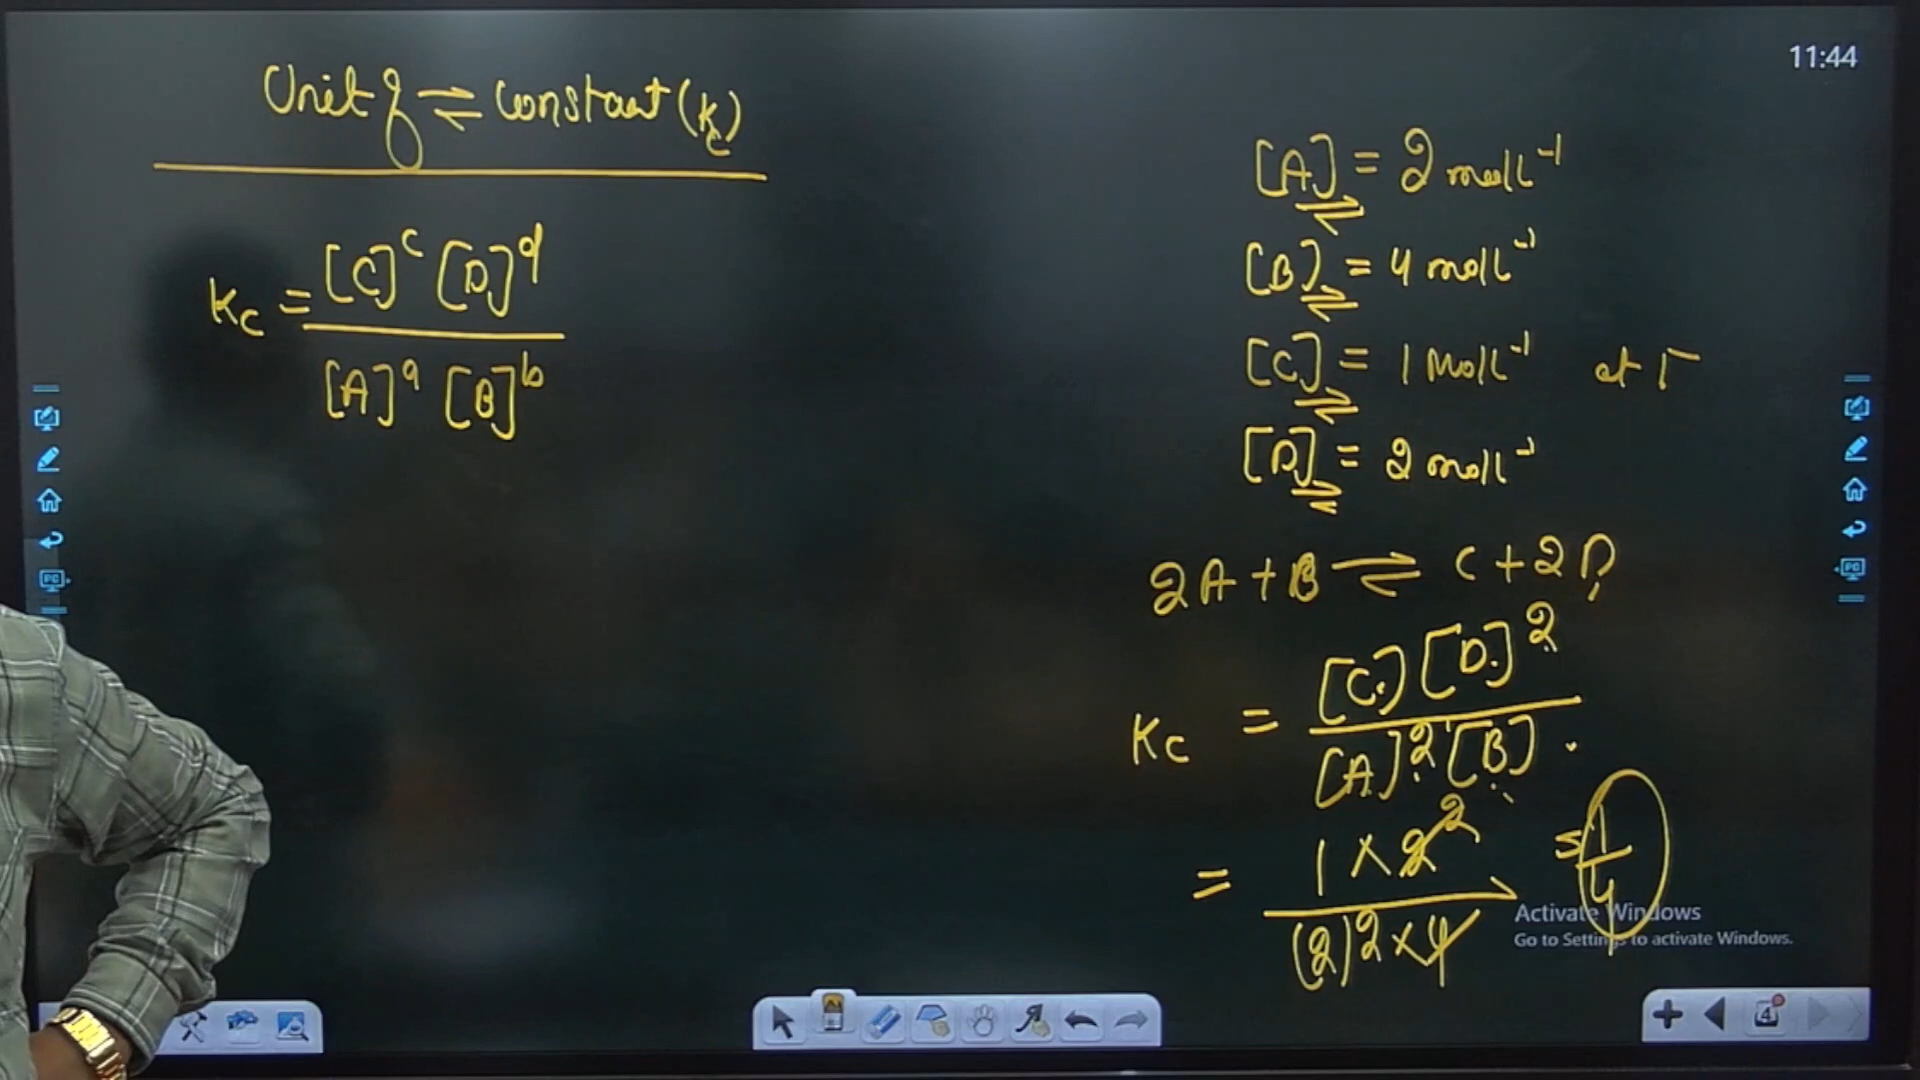 11:44
Unit of ⇌ constant (Kc)
Kc = [C]^c [D]^d / [A]^a [B]^b
[A]⇌ = 2 mol l^-1
[B]⇌ = 4 mol l^-1
[C]⇌ = 1 mol l^-1 at T
[D]⇌ = 2 mol l^-1
2A + B ⇌ C + 2D
Kc = [C] [D]^2 / [A]^2 [B]
= 1 × 2^2 / (2)^2 × 4 = 1/4
Activate Windows
Go to Settings to activate Windows.